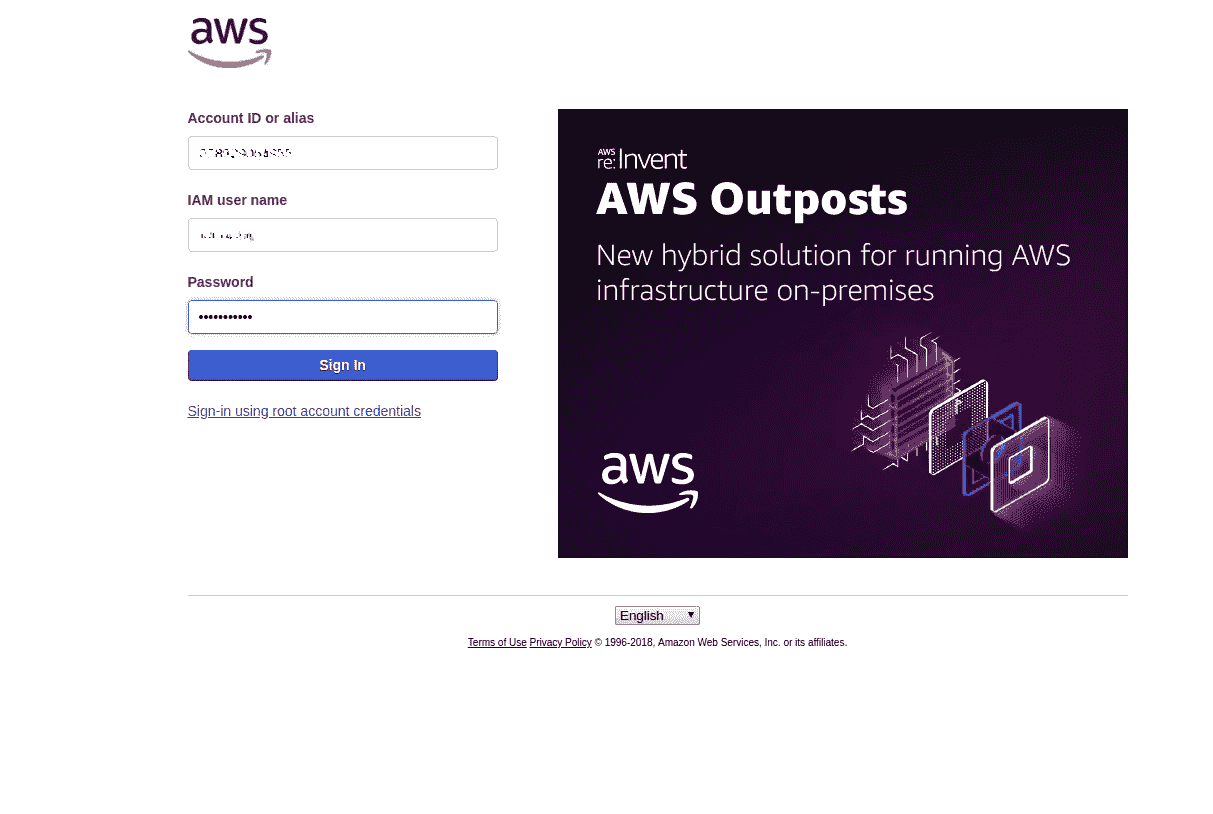 aws
Account ID or alias
IAM user name
Password
•••••••••••
Sign In
Sign-in using root account credentials
AWS
re:Invent
AWS Outposts
New hybrid solution for running AWS
infrastructure on-premises
aws
English
Terms of Use Privacy Policy © 1996-2018, Amazon Web Services, Inc. or its affiliates.